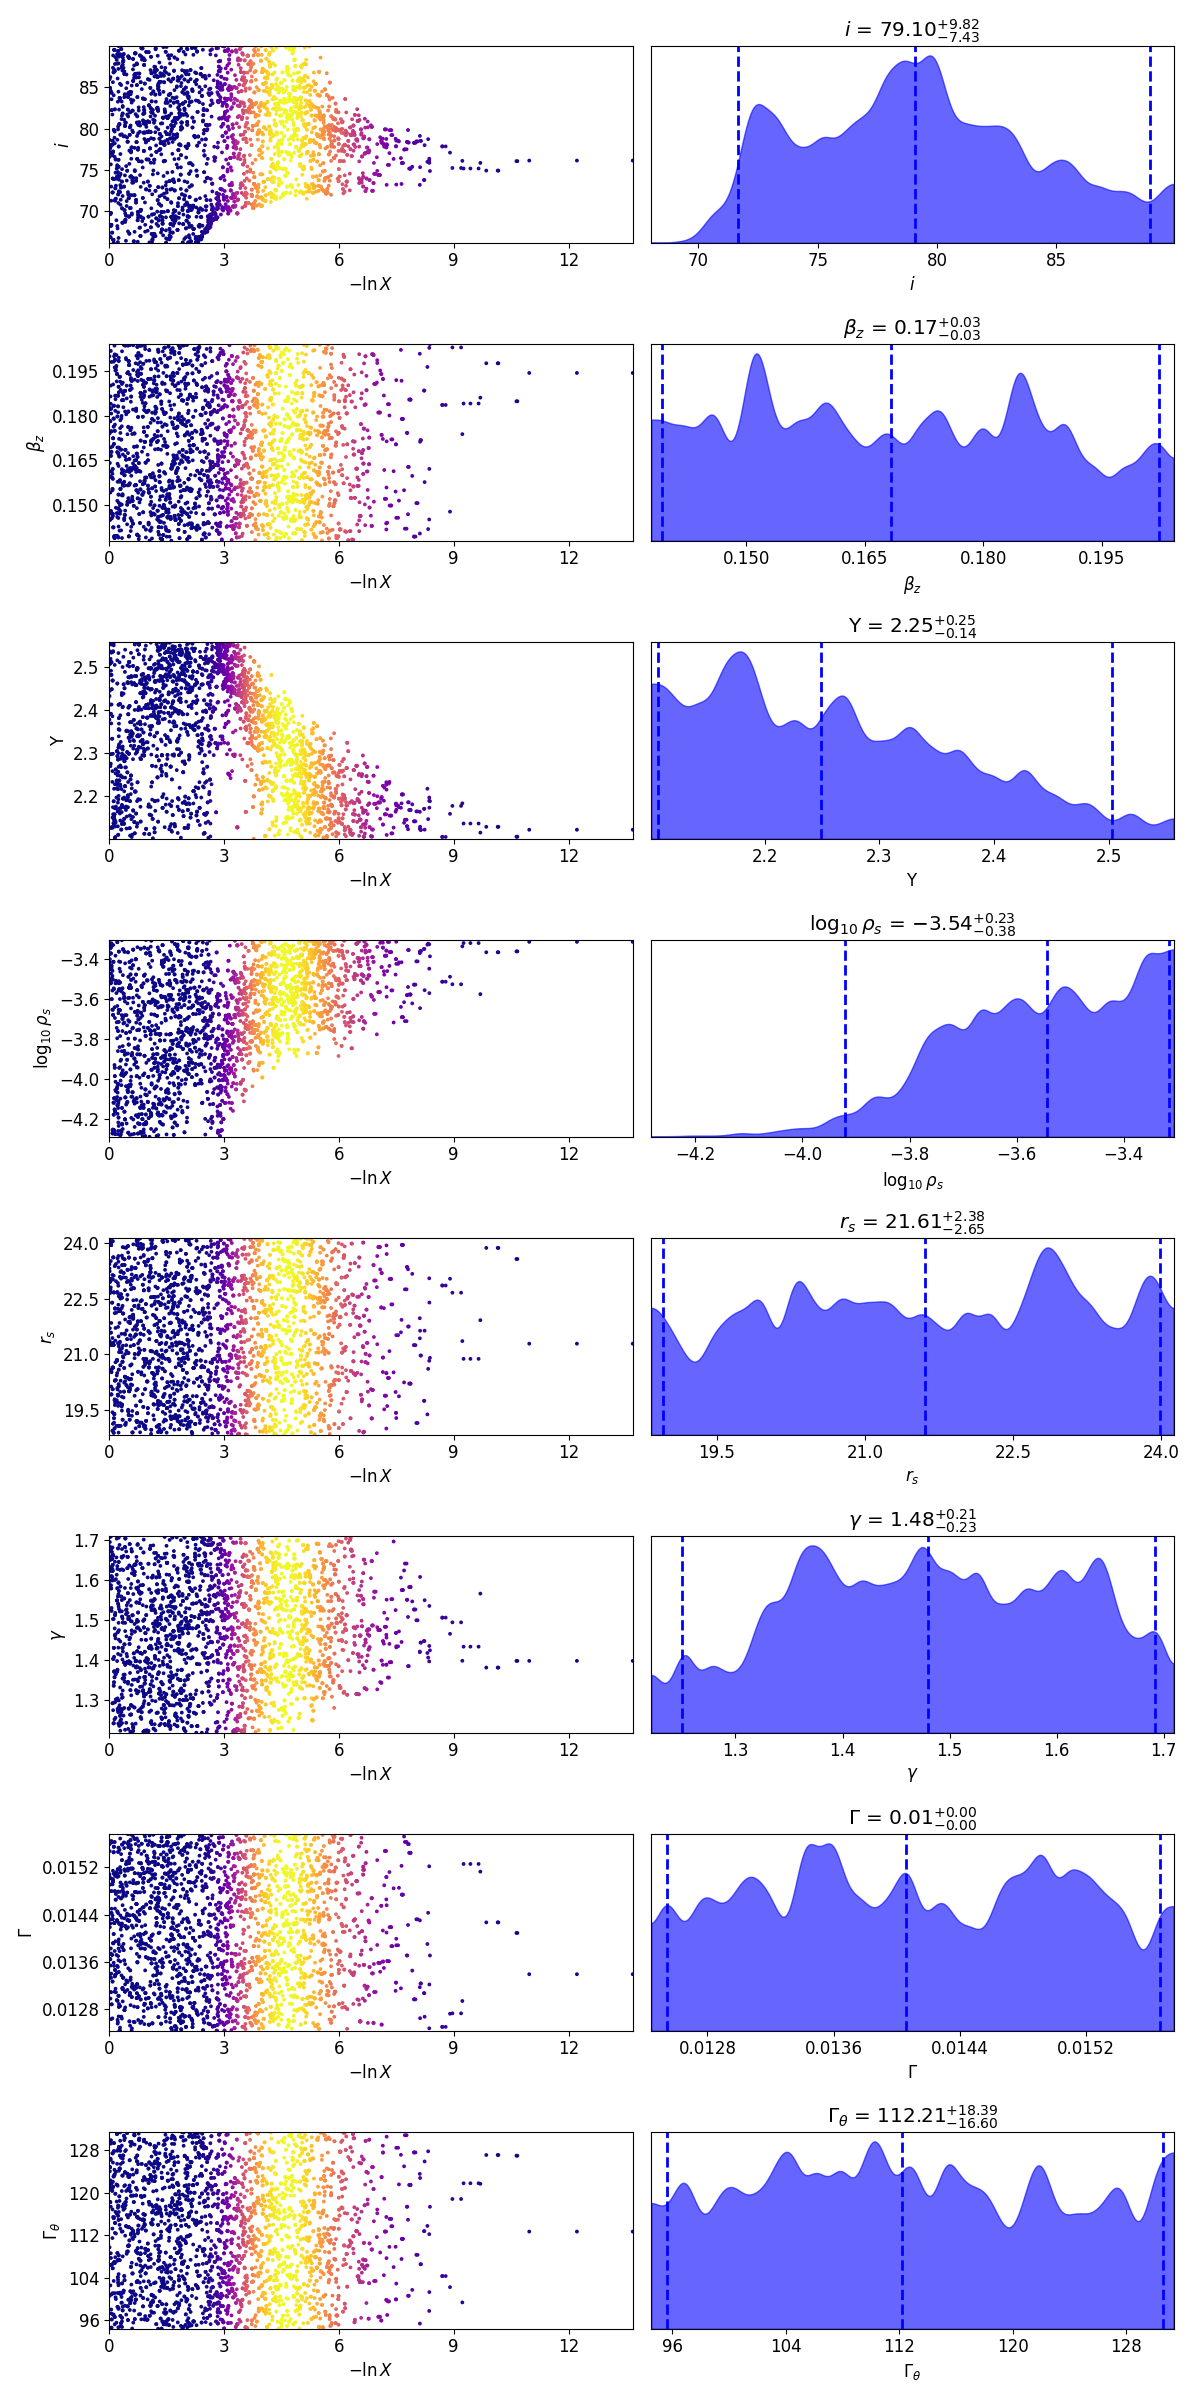 i = 79.10+9.82−7.43
85
80
75
70
i
0 3 6 9 12
−ln X
70 75 80 85
i
βz = 0.17+0.03−0.03
0.195
0.180
0.165
0.150
βz
0 3 6 9 12
−ln X
0.150 0.165 0.180 0.195
βz
Υ = 2.25+0.25−0.14
2.5
2.4
2.3
2.2
Υ
0 3 6 9 12
−ln X
2.2 2.3 2.4 2.5
Υ
log10 ρs = −3.54+0.23−0.38
−3.4
−3.6
−3.8
−4.0
−4.2
log10 ρs
0 3 6 9 12
−ln X
−4.2 −4.0 −3.8 −3.6 −3.4
log10 ρs
rs = 21.61+2.38−2.65
24.0
22.5
21.0
19.5
rs
0 3 6 9 12
−ln X
19.5 21.0 22.5 24.0
rs
γ = 1.48+0.21−0.23
1.7
1.6
1.5
1.4
1.3
γ
0 3 6 9 12
−ln X
1.3 1.4 1.5 1.6 1.7
γ
Γ = 0.01+0.00−0.00
0.0152
0.0144
0.0136
0.0128
Γ
0 3 6 9 12
−ln X
0.0128 0.0136 0.0144 0.0152
Γ
Γθ = 112.21+18.39−16.60
128
120
112
104
96
Γθ
0 3 6 9 12
−ln X
96 104 112 120 128
Γθ